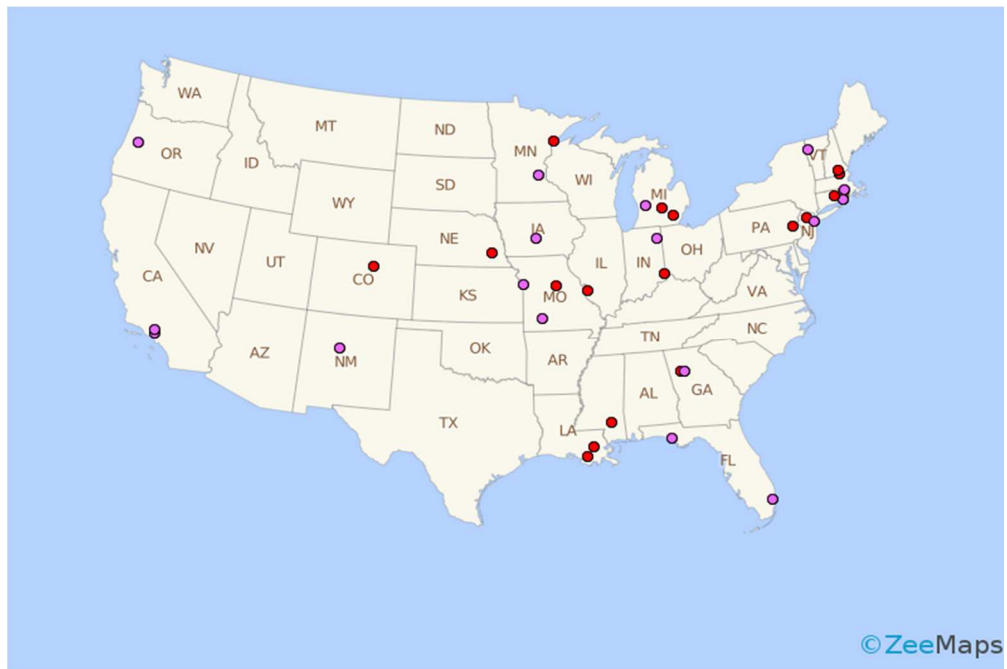 WA
MT
ND
MN
VT
OR
ID
SD
WI
MI
WY
NE
IA
PA
NJ
NV
UT
CO
IL
IN
OH
CA
KS
MO
VA
AZ
NM
OK
TN
NC
AR
AL
GA
TX
LA
FL
©ZeeMaps